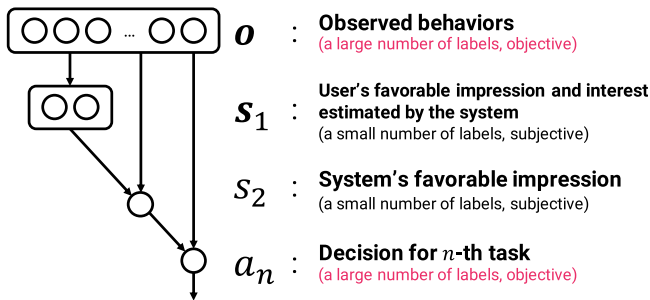 ... o : Observed behaviors
(a large number of labels, objective)
s1 : User's favorable impression and interest
estimated by the system
(a small number of labels, subjective)
s2 : System's favorable impression
(a small number of labels, subjective)
an : Decision for n-th task
(a large number of labels, objective)